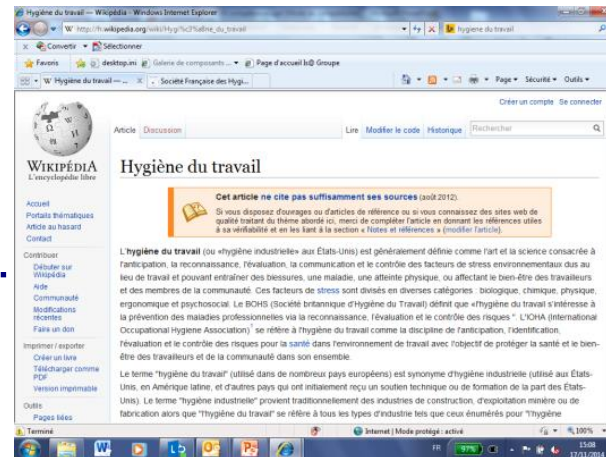 Hygiène du travail — Wikipédia - Windows Internet Explorer
hygiene du travail
Convertir Sélectionner
Favoris desktop.ini Galerie de composants ... Page d'accueil
Groupe
W Hygiène du travail — ... X Société Française des Hygi...
Page Sécurité Outils
Créer un compte Se connecter
Article Discussion Lire Modifier le code Historique Rechercher
WIKIPÉDIA
L'encyclopédie libre
Hygiène du travail
Accueil
Portails thématiques
Article au hasard
Contact
Contribuer
Débuter sur
Wikipédia
Aide
Communauté
Modifications
récentes
Faire un don
Imprimer / exporter
Créer un livre
Télécharger comme
PDF
Version imprimable
Outils
Pages liées
Cet article ne cite pas suffisamment ses sources (août 2012).
Si vous disposez d'ouvrages ou d'articles de référence ou si vous connaissez des sites web de
qualité traitant du thème abordé ici, merci de compléter l'article en donnant les références utiles
à sa vérifiabilité et en les liant à la section « Notes et références » (modifier l'article).
L'hygiène du travail (ou «hygiène industrielle» aux États-Unis) est généralement définie comme l'art et la science consacrée à
l'anticipation, la reconnaissance, l'évaluation, la communication et le contrôle des facteurs de stress environnementaux dus au
lieu de travail et pouvant entraîner des blessures, une maladie, une atteinte physique, ou affectant le bien-être des travailleurs
et des membres de la communauté. Ces facteurs de stress sont divisés en diverses catégories : biologique, chimique, physique,
ergonomique et psychosocial. Le BOHS (Société britannique d'Hygiène du Travail) définit que «l'hygiène du travail s'intéresse à
la prévention des maladies professionnelles via la reconnaissance, l'évaluation et le contrôle des risques ". L'IOHA (International
Occupational Hygiene Association)1 se réfère à l'hygiène du travail comme la discipline de l'anticipation, l'identification,
l'évaluation et le contrôle des risques pour la santé dans l'environnement de travail avec l'objectif de protéger la santé et le bien-
être des travailleurs et de la communauté dans son ensemble.
Le terme "hygiène du travail" (utilisé dans de nombreux pays européens) est synonyme d'hygiène industrielle (utilisé aux États-
Unis, en Amérique latine, et d'autres pays qui ont initialement reçu un soutien technique ou de formation de la part des États-
Unis). Le terme "hygiène industrielle" provient traditionnellement des industries de construction, d'exploitation minière ou de
fabrication alors que "l'hygiène du travail" se réfère à tous les types d'industrie tels que ceux énumérés pour "l'hygiène
Terminé Internet | Mode protégé : activé 100%
FR 97% 15:08
17/11/2014